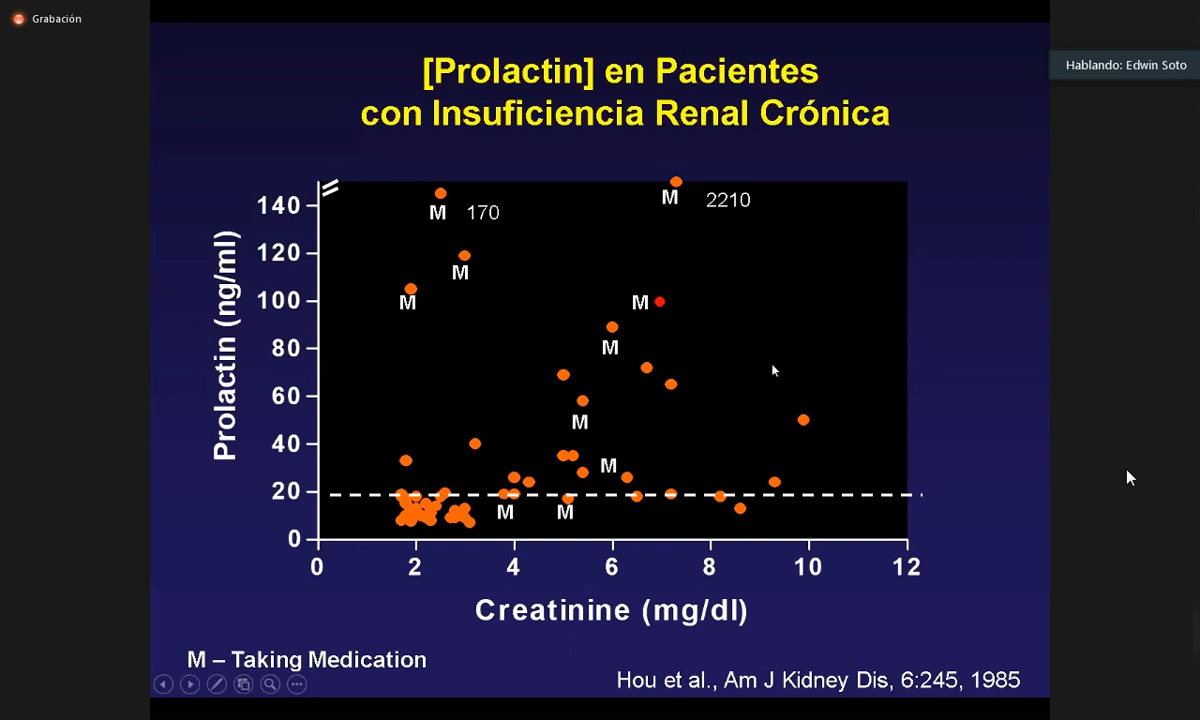 Grabación
Hablando: Edwin Soto
[Prolactin] en Pacientes
con Insuficiencia Renal Crónica
Prolactin (ng/ml)
140
120
100
80
60
40
20
0
M 170
M 2210
M
M
M
M
M
M
M
M
0 2 4 6 8 10 12
Creatinine (mg/dl)
M – Taking Medication
Hou et al., Am J Kidney Dis, 6:245, 1985